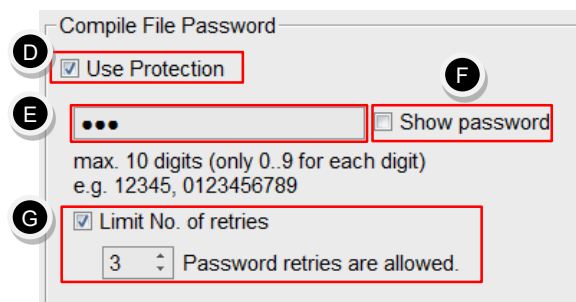 Compile File Password
D
Use Protection
F
E
●●●
Show password
max. 10 digits (only 0..9 for each digit)
e.g. 12345, 0123456789
G
Limit No. of retries
3 Password retries are allowed.